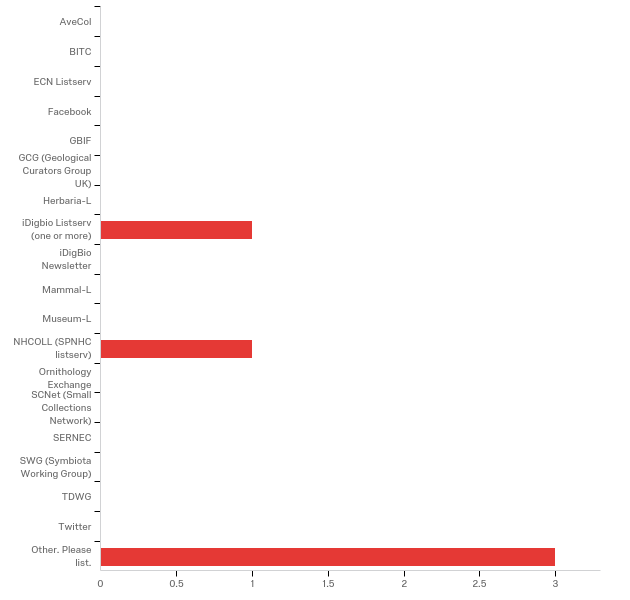 AveCol
BITC
ECN Listserv
Facebook
GBIF
GCG (Geological
Curators Group
UK)
Herbaria-L
iDigbio Listserv
(one or more)
iDigBio
Newsletter
Mammal-L
Museum-L
NHCOLL (SPNHC
listserv)
Ornithology
Exchange
SCNet (Small
Collections
Network)
SERNEC
SWG (Symbiota
Working Group)
TDWG
Twitter
Other. Please
list.
0 0.5 1 1.5 2 2.5 3